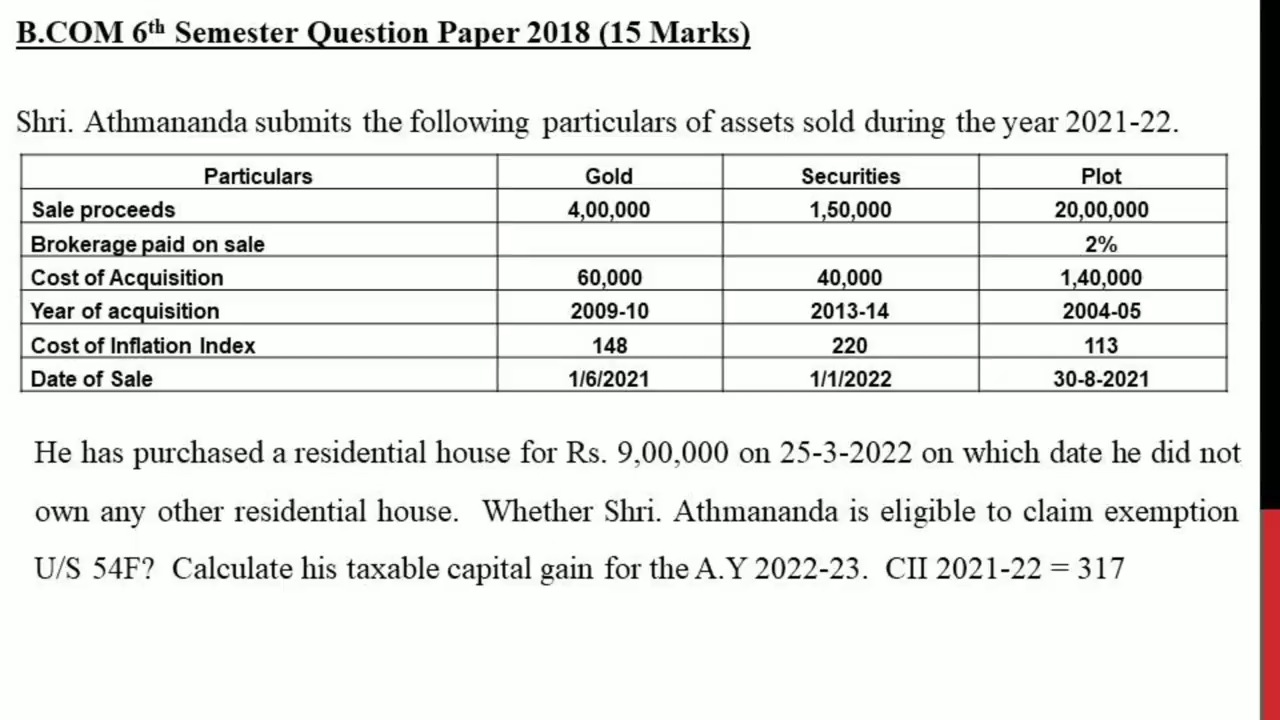 B.COM 6th Semester Question Paper 2018 (15 Marks)
Shri. Athmananda submits the following particulars of assets sold during the year 2021-22.
Particulars Gold Securities Plot
Sale proceeds 4,00,000 1,50,000 20,00,000
Brokerage paid on sale 2%
Cost of Acquisition 60,000 40,000 1,40,000
Year of acquisition 2009-10 2013-14 2004-05
Cost of Inflation Index 148 220 113
Date of Sale 1/6/2021 1/1/2022 30-8-2021
He has purchased a residential house for Rs. 9,00,000 on 25-3-2022 on which date he did not
own any other residential house. Whether Shri. Athmananda is eligible to claim exemption
U/S 54F? Calculate his taxable capital gain for the A.Y 2022-23. CII 2021-22 = 317